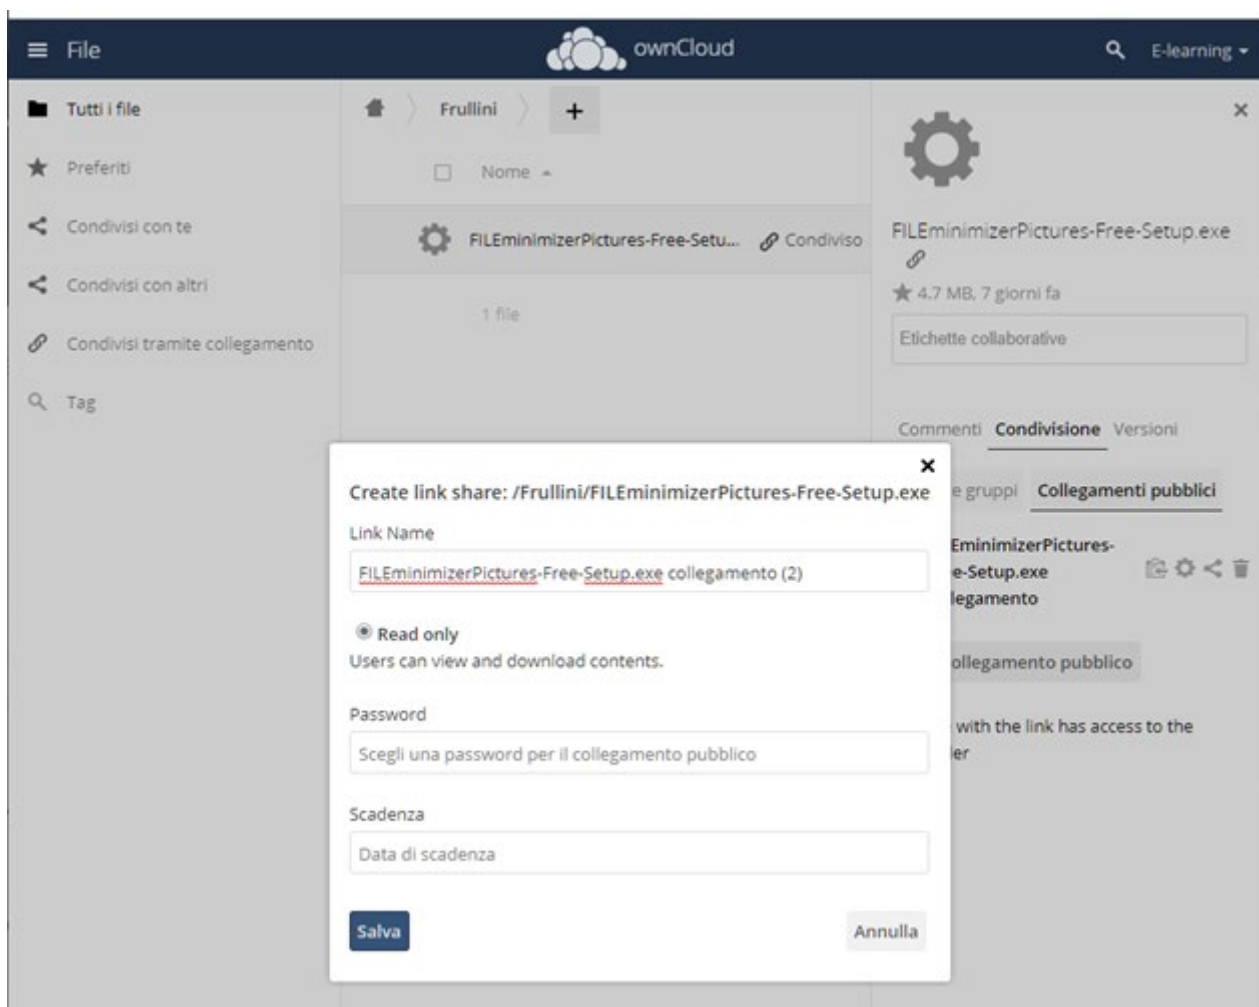 File
ownCloud
E-learning
Tutti i file
Preferiti
Condivisi con te
Condivisi con altri
Condivisi tramite collegamento
Tag
Frullini
+
Nome
FILEminimizerPictures-Free-Setu...
Condiviso
1 file
FILEminimizerPictures-Free-Setup.exe
4.7 MB, 7 giorni fa
Etichette collaborative
Commenti Condivisione Versioni
e gruppi Collegamenti pubblici
EminimizerPictures-
e-Setup.exe
legamento
ollegamento pubblico
with the link has access to the
er
Create link share: /Frullini/FILEminimizerPictures-Free-Setup.exe
Link Name
FILEminimizerPictures-Free-Setup.exe collegamento (2)
Read only
Users can view and download contents.
Password
Scegli una password per il collegamento pubblico
Scadenza
Data di scadenza
Salva
Annulla